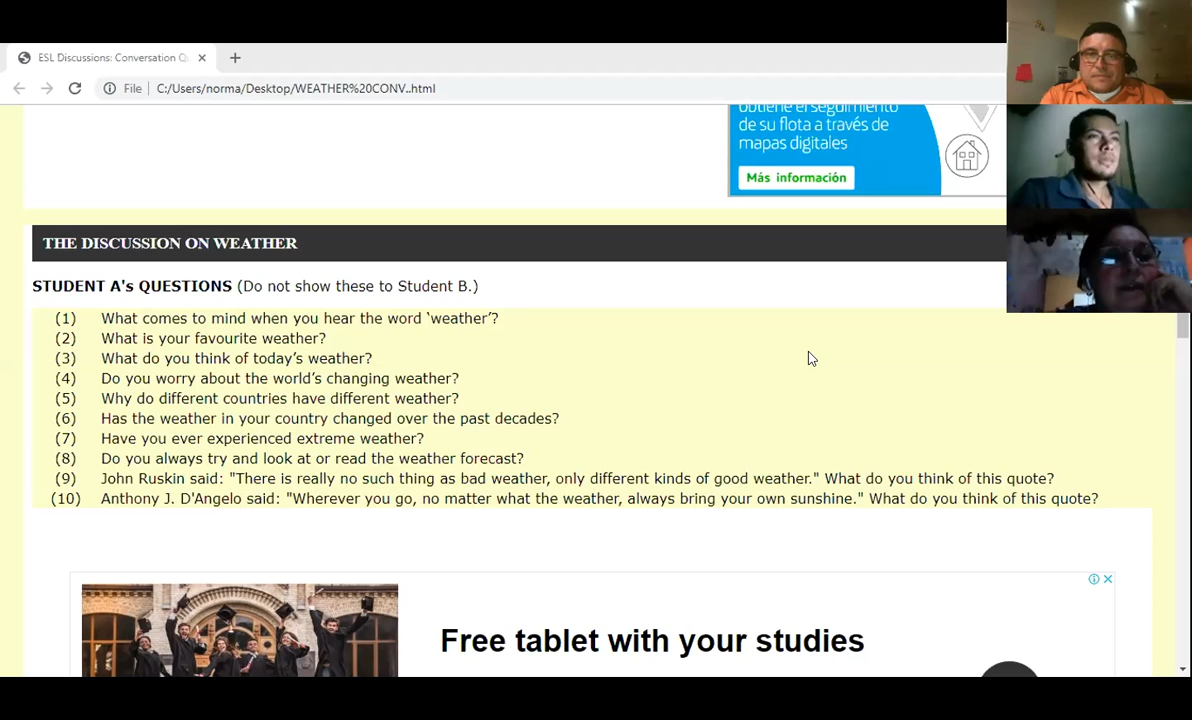 ESL Discussions: Conversation Q
File
C:/Users/norma/Desktop/WEATHER%20CONV..html
obtiene el seguimiento
de su flota a través de
mapas digitales
Más información
THE DISCUSSION ON WEATHER
STUDENT A's QUESTIONS (Do not show these to Student B.)
(1) What comes to mind when you hear the word ‘weather’?
(2) What is your favourite weather?
(3) What do you think of today’s weather?
(4) Do you worry about the world’s changing weather?
(5) Why do different countries have different weather?
(6) Has the weather in your country changed over the past decades?
(7) Have you ever experienced extreme weather?
(8) Do you always try and look at or read the weather forecast?
(9) John Ruskin said: "There is really no such thing as bad weather, only different kinds of good weather." What do you think of this quote?
(10) Anthony J. D'Angelo said: "Wherever you go, no matter what the weather, always bring your own sunshine." What do you think of this quote?
Free tablet with your studies